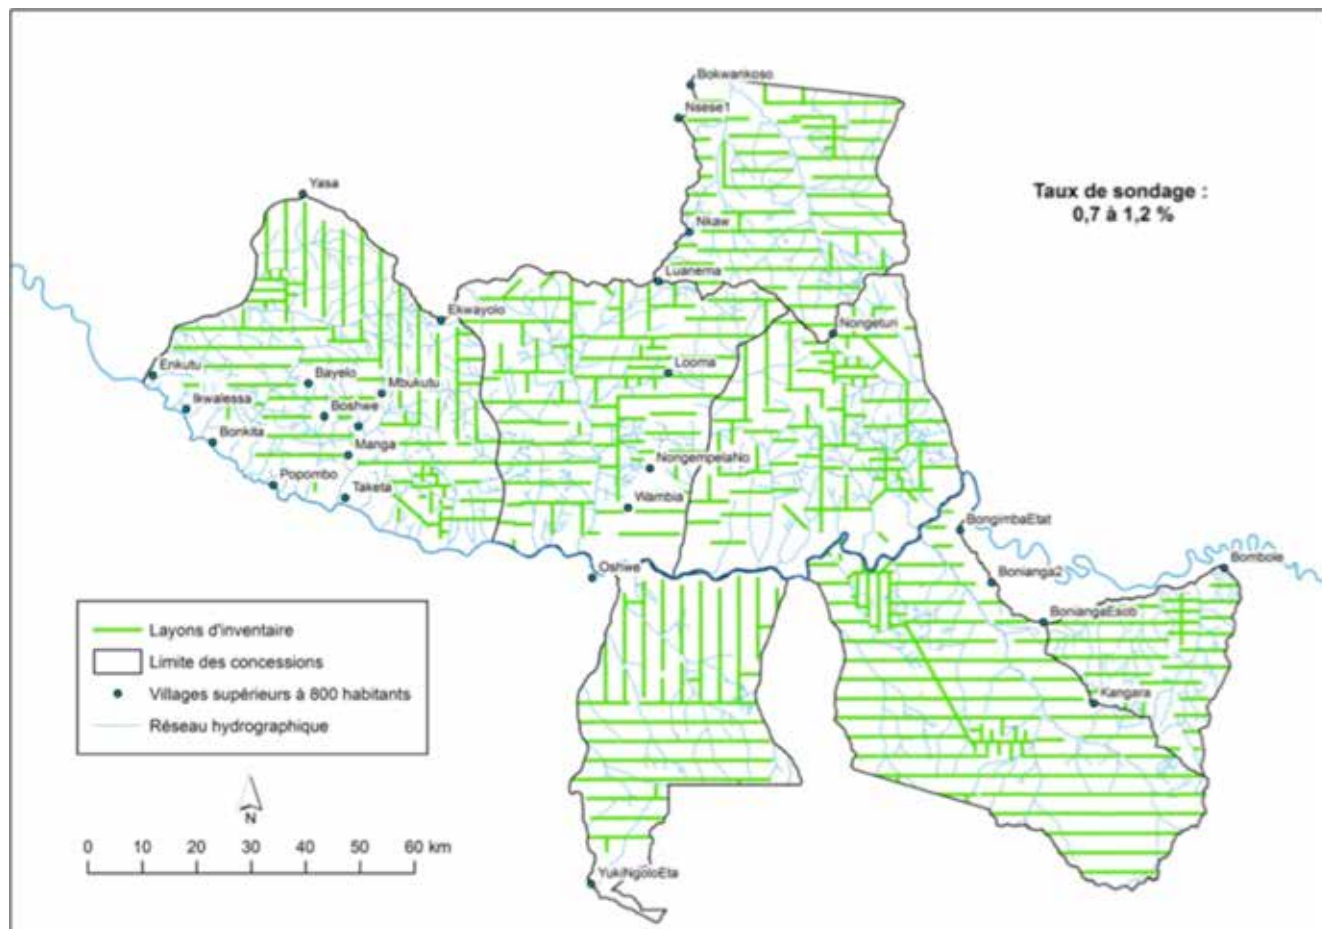 Bokwankoso
Nsese1
Yasa
Taux de sondage :
0,7 à 1,2 %
Nkaw
Luanema
Ekwayolo
Nongeturi
Enkutu
Bayelo
Looma
Mbukutu
Ikwalessa
Boshwe
Bonkita
Manga
NongempelaNo
Popombo
Taketa
Wambia
BongimbaEtat
Oshwe
Bonianga2
Bombole
BoniangaEsob
Kangara
Layons d'inventaire
Limite des concessions
Villages supérieurs à 800 habitants
Réseau hydrographique
N
0 10 20 30 40 50 60 km
YukiNgoloEta